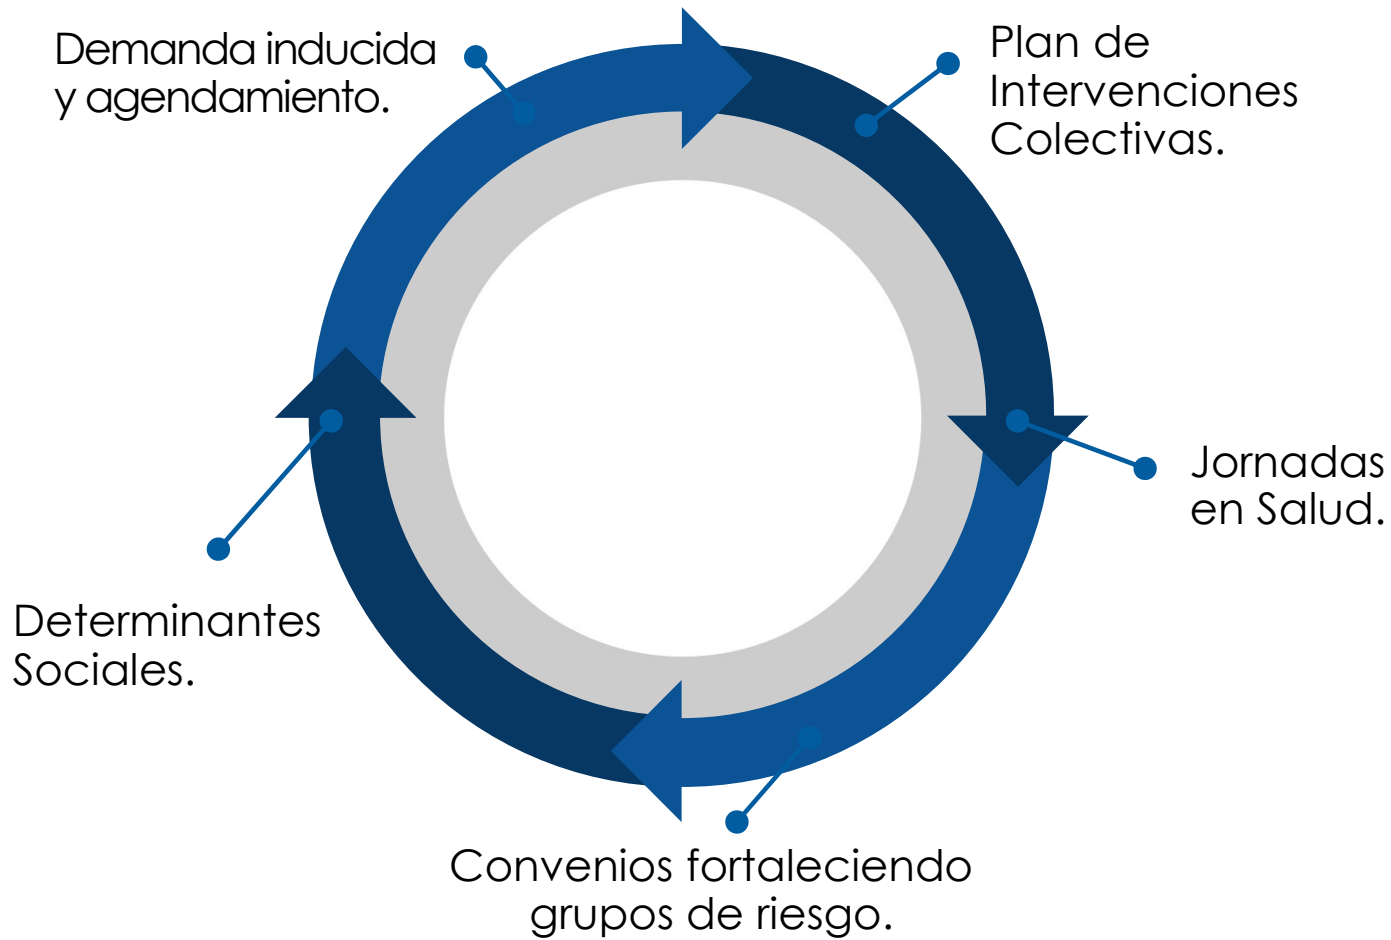 Demanda inducida
y agendamiento.
Plan de
Intervenciones
Colectivas.
Jornadas
en Salud.
Convenios fortaleciendo
grupos de riesgo.
Determinantes
Sociales.